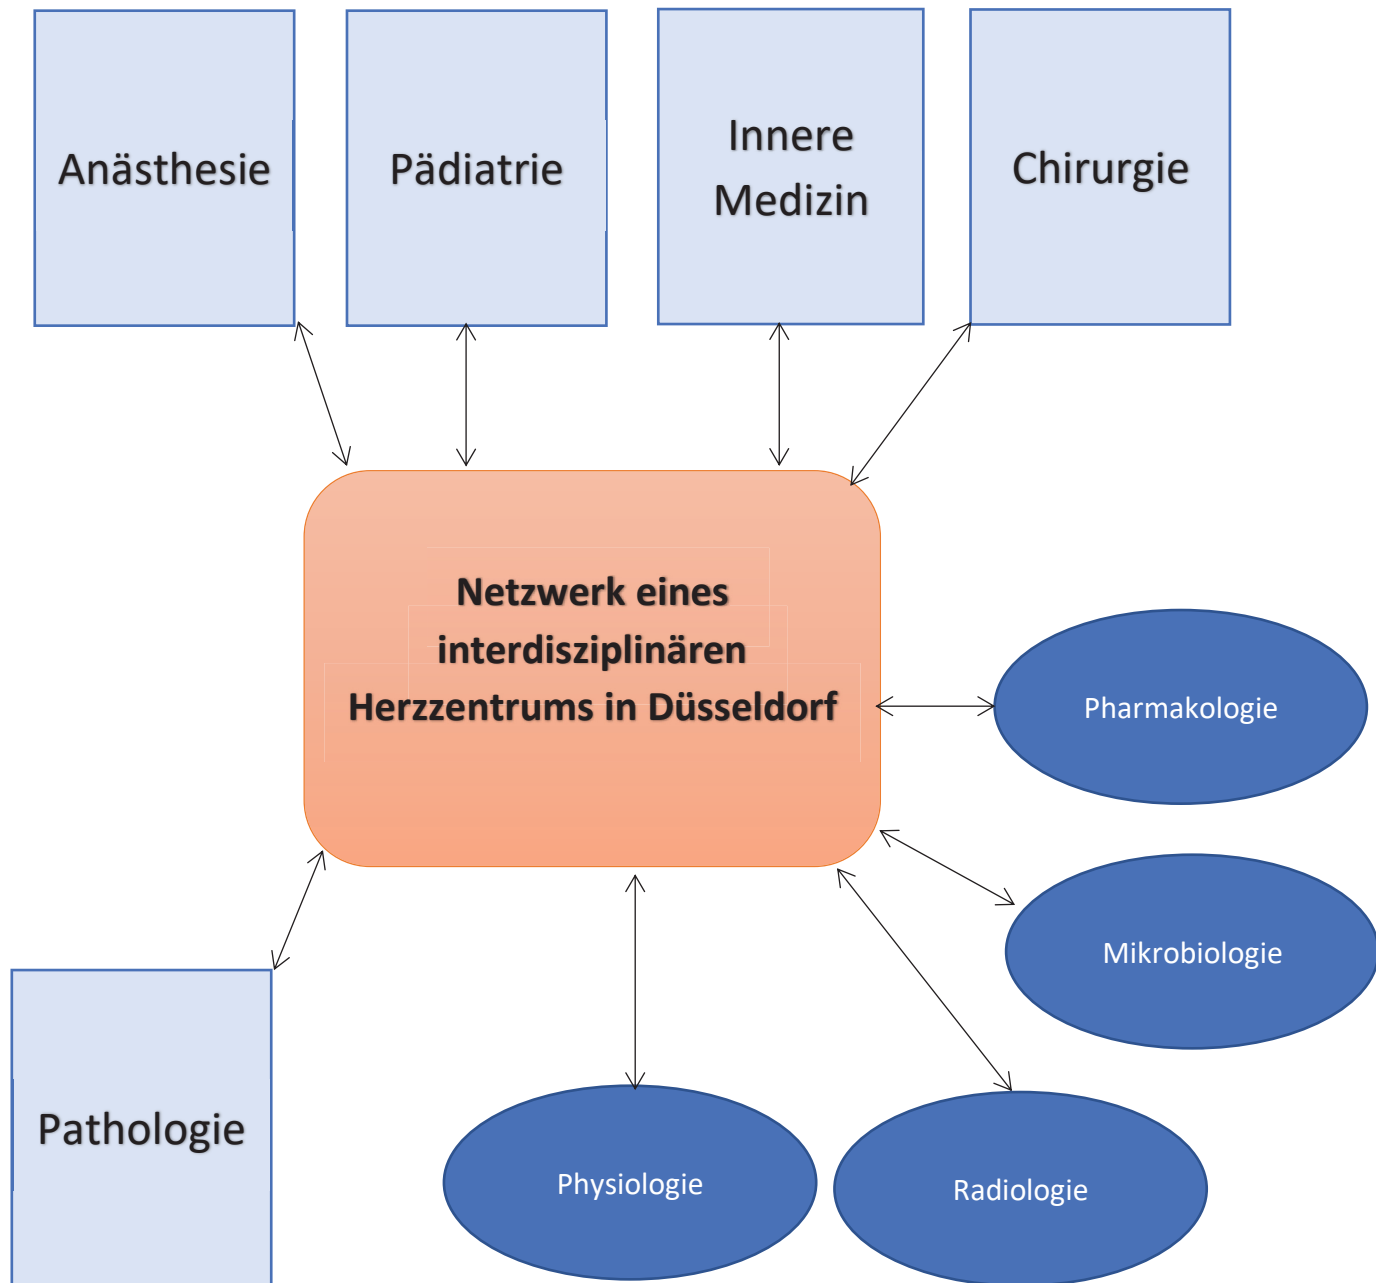 Anästhesie
Pädiatrie
Innere
Medizin
Chirurgie
Netzwerk eines
interdisziplinären
Herzzentrums in Düsseldorf
Pharmakologie
Mikrobiologie
Pathologie
Physiologie
Radiologie